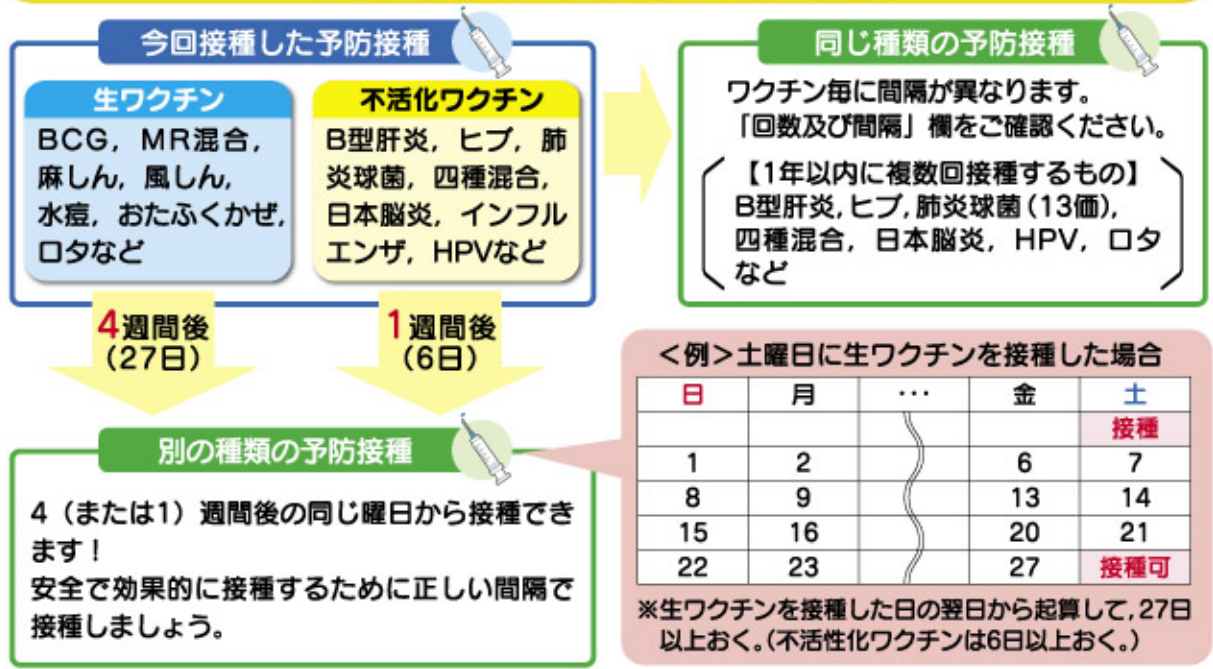 今回接種した予防接種
生ワクチン
BCG，MR混合，
麻しん，風しん，
水痘，おたふくかぜ，
ロタなど
不活化ワクチン
B型肝炎，ヒブ，肺
炎球菌，四種混合，
日本脳炎，インフル
エンザ，HPVなど
同じ種類の予防接種
ワクチン毎に間隔が異なります。
「回数及び間隔」欄をご確認ください。
【1年以内に複数回接種するもの】
B型肝炎，ヒブ，肺炎球菌（13価），
四種混合，日本脳炎，HPV，ロタ
など
4週間後
（27日）
1週間後
（6日）
別の種類の予防接種
4（または1）週間後の同じ曜日から接種でき
ます！
安全で効果的に接種するために正しい間隔で
接種しましょう。
＜例＞土曜日に生ワクチンを接種した場合
日 月 … 金 土
接種
1 2 6 7
8 9 13 14
15 16 20 21
22 23 27 接種可
※生ワクチンを接種した日の翌日から起算して，27日
以上おく。（不活性化ワクチンは6日以上おく。）